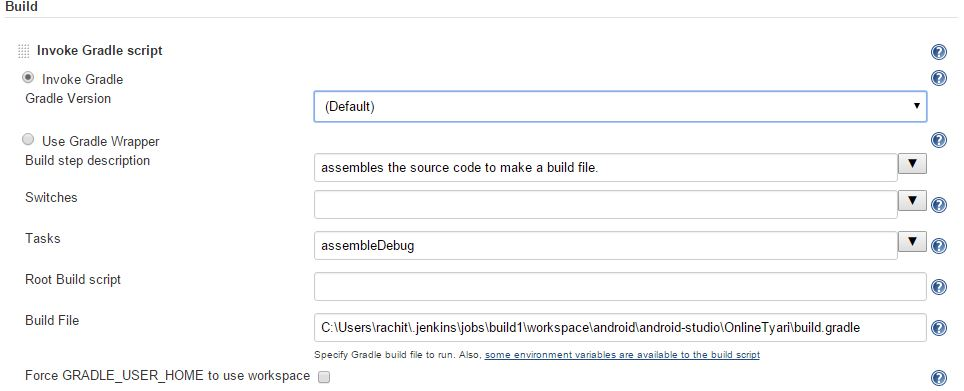 Build
Invoke Gradle script
Invoke Gradle
Gradle Version
(Default)
Use Gradle Wrapper
Build step description
assembles the source code to make a build file.
Switches
Tasks
assembleDebug
Root Build script
Build File
C:\Users\rachit\.jenkins\jobs\build1\workspace\android\android-studio\OnlineTyari\build.gradle
Specify Gradle build file to run. Also, some environment variables are available to the build script
Force GRADLE_USER_HOME to use workspace